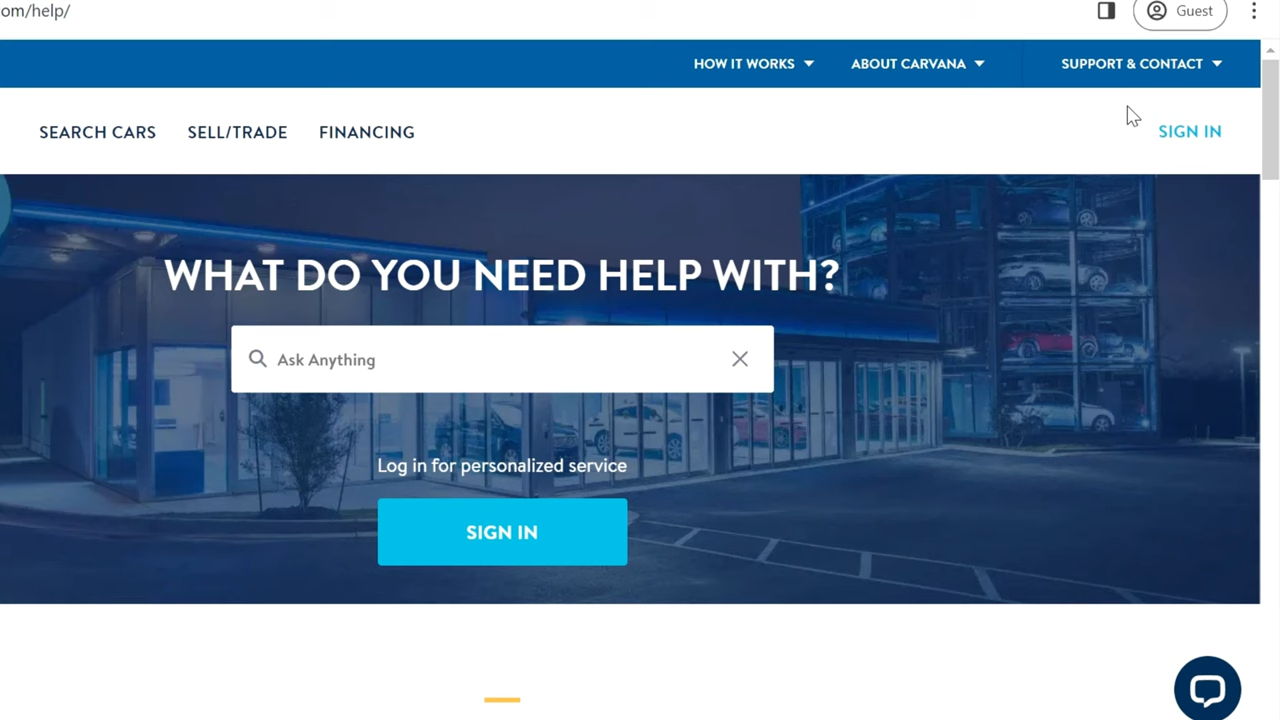 om/help/
Guest
HOW IT WORKS
ABOUT CARVANA
SUPPORT & CONTACT
SEARCH CARS
SELL/TRADE
FINANCING
SIGN IN
WHAT DO YOU NEED HELP WITH?
Ask Anything
Log in for personalized service
SIGN IN